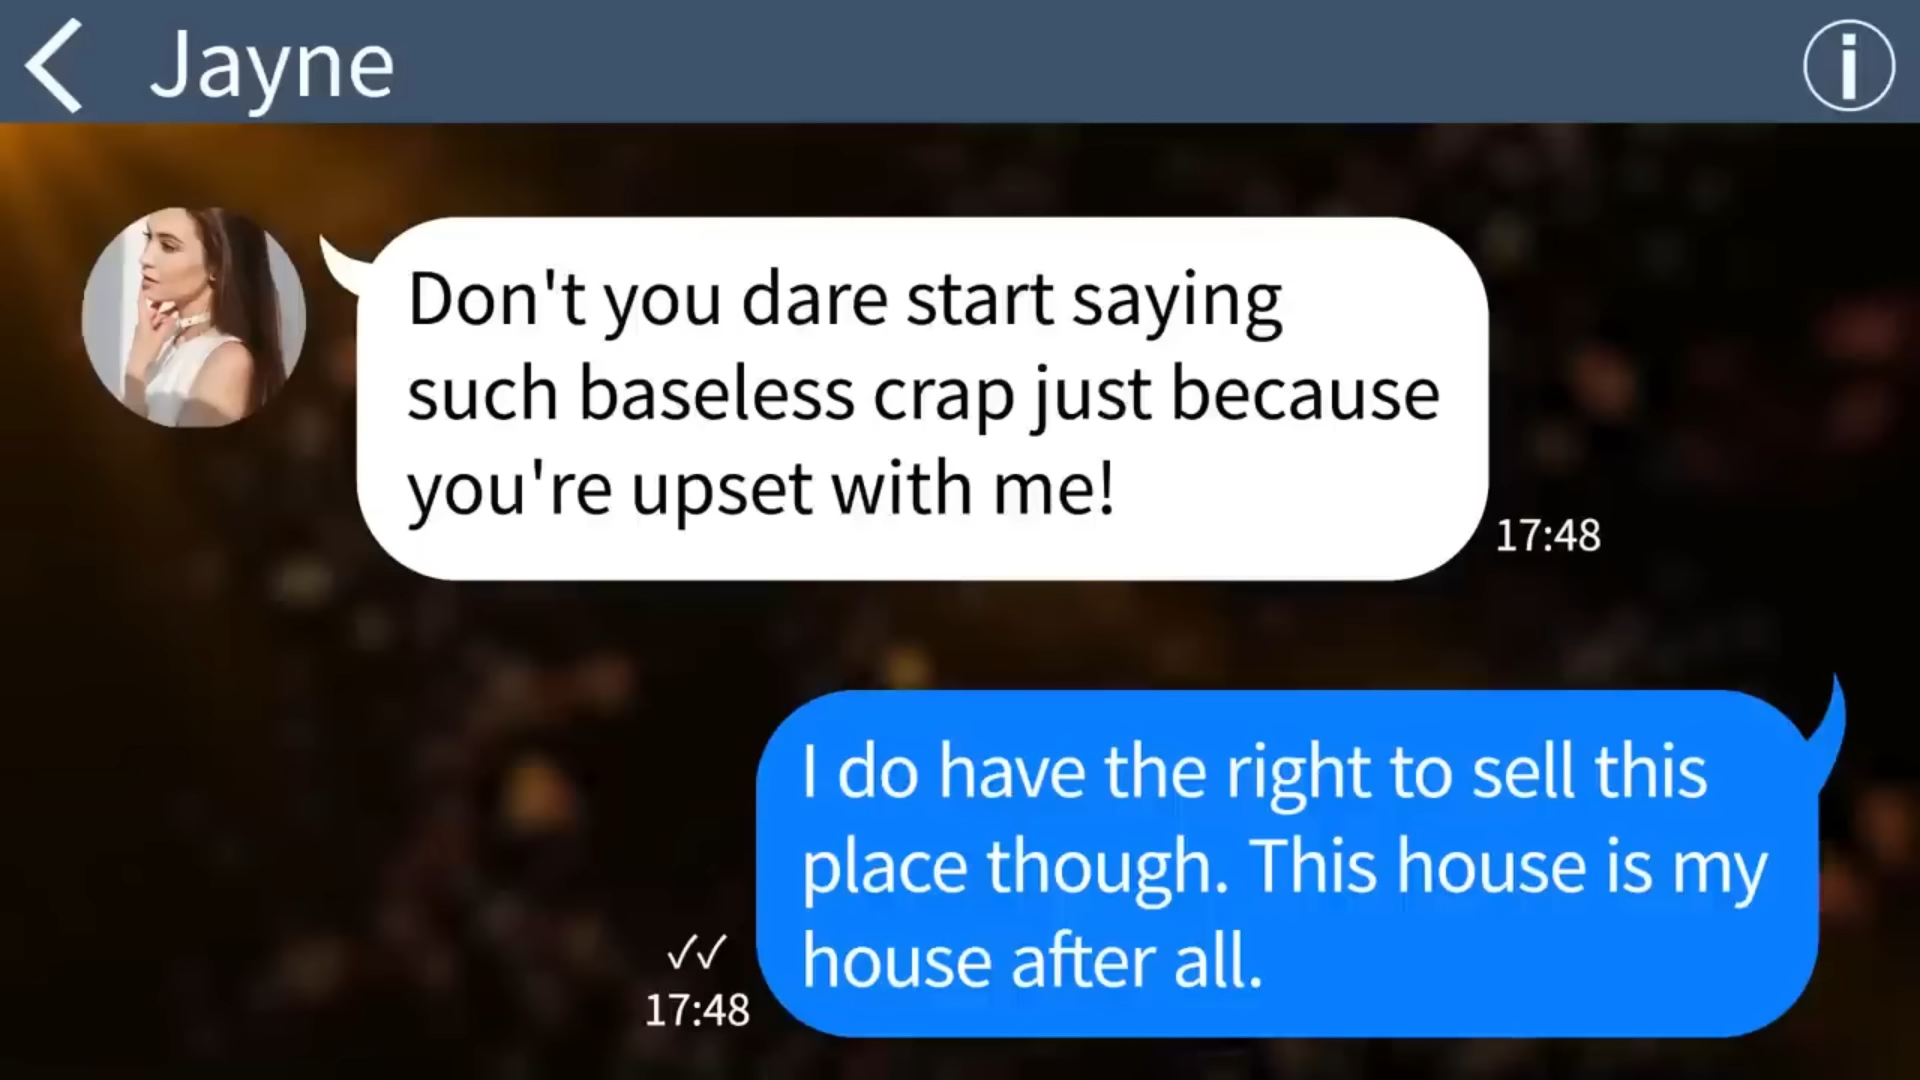 Jayne
Don't you dare start saying
such baseless crap just because
you're upset with me!
17:48
I do have the right to sell this
place though. This house is my
house after all.
17:48